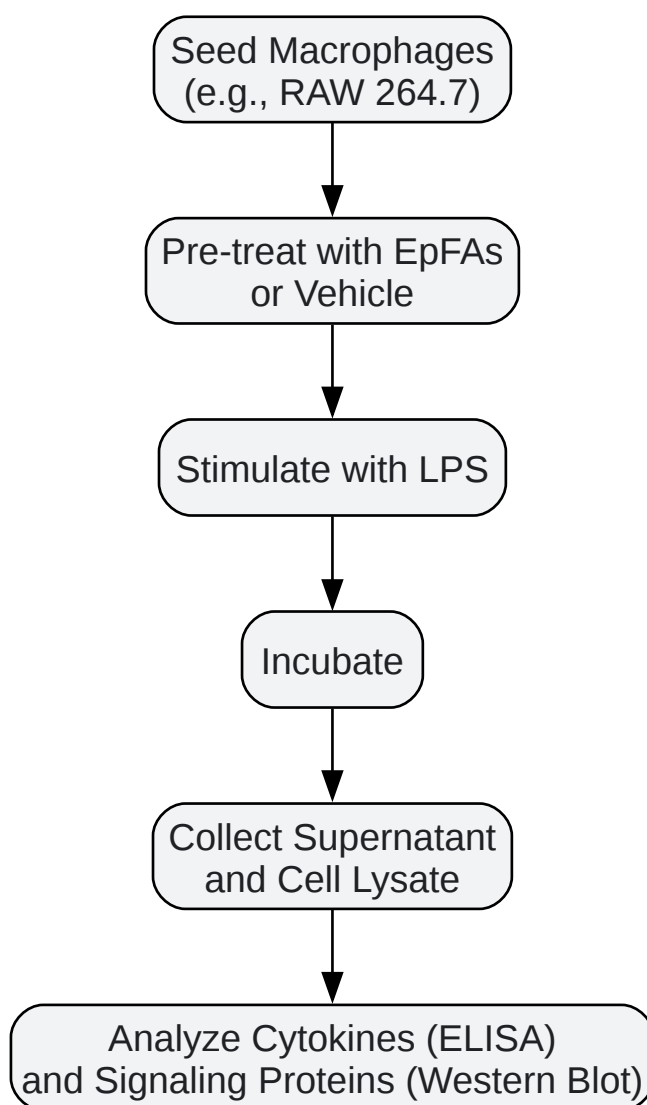 Seed Macrophages
(e.g., RAW 264.7)
Pre-treat with EpFAs
or Vehicle
Stimulate with LPS
Incubate
Collect Supernatant
and Cell Lysate
Analyze Cytokines (ELISA)
and Signaling Proteins (Western Blot)